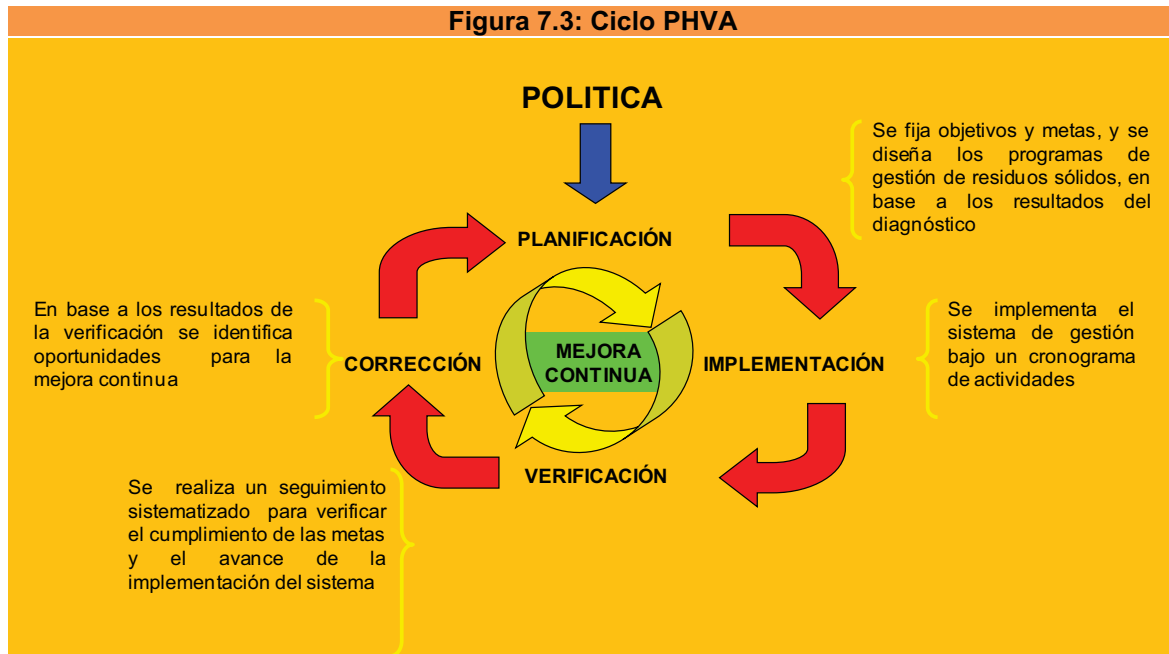 Figura 7.3: Ciclo PHVA
POLITICA
Se fija objetivos y metas, y se
diseña los programas de
gestión de residuos sólidos, en
base a los resultados del
diagnóstico
PLANIFICACIÓN
En base a los resultados de
la verificación se identifica
oportunidades para la
mejora continua
CORRECCIÓN
MEJORA
CONTINUA
IMPLEMENTACIÓN
Se implementa el
sistema de gestión
bajo un cronograma
de actividades
VERIFICACIÓN
Se realiza un seguimiento
sistematizado para verificar
el cumplimiento de las metas
y el avance de la
implementación del sistema